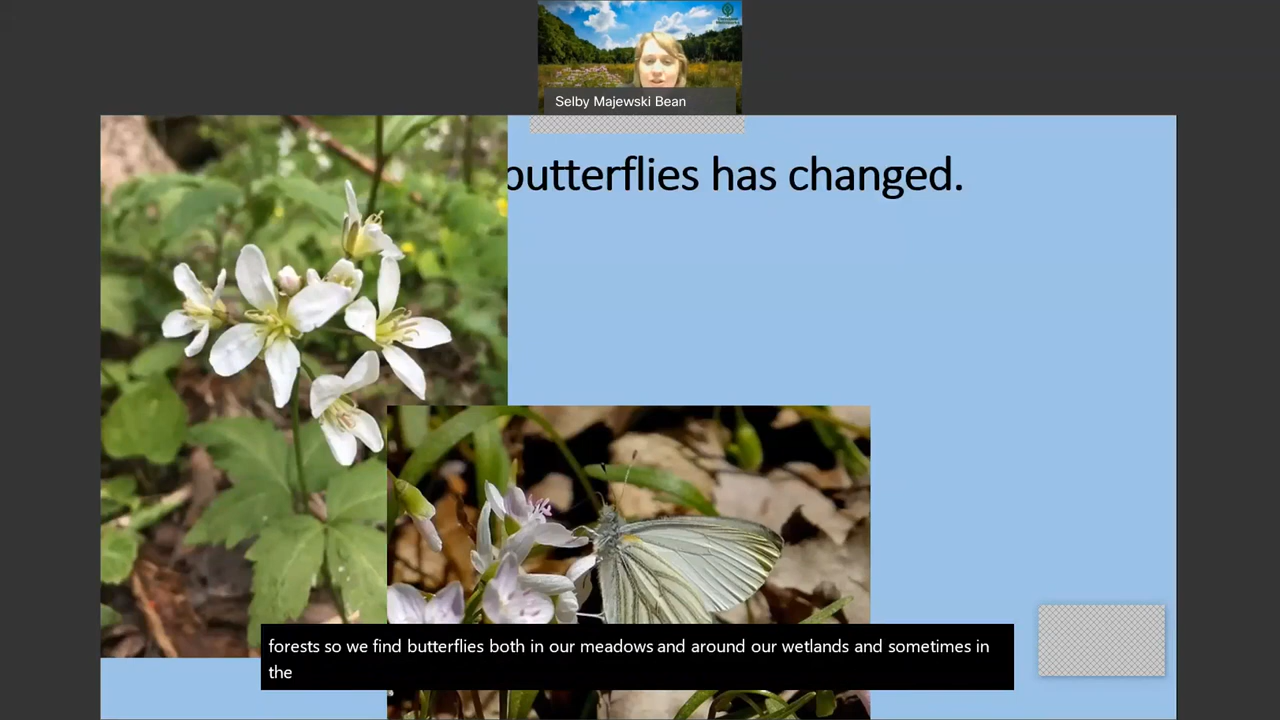 Selby Majewski Bean
butterflies has changed.
forests so we find butterflies both in our meadows and around our wetlands and sometimes in
the